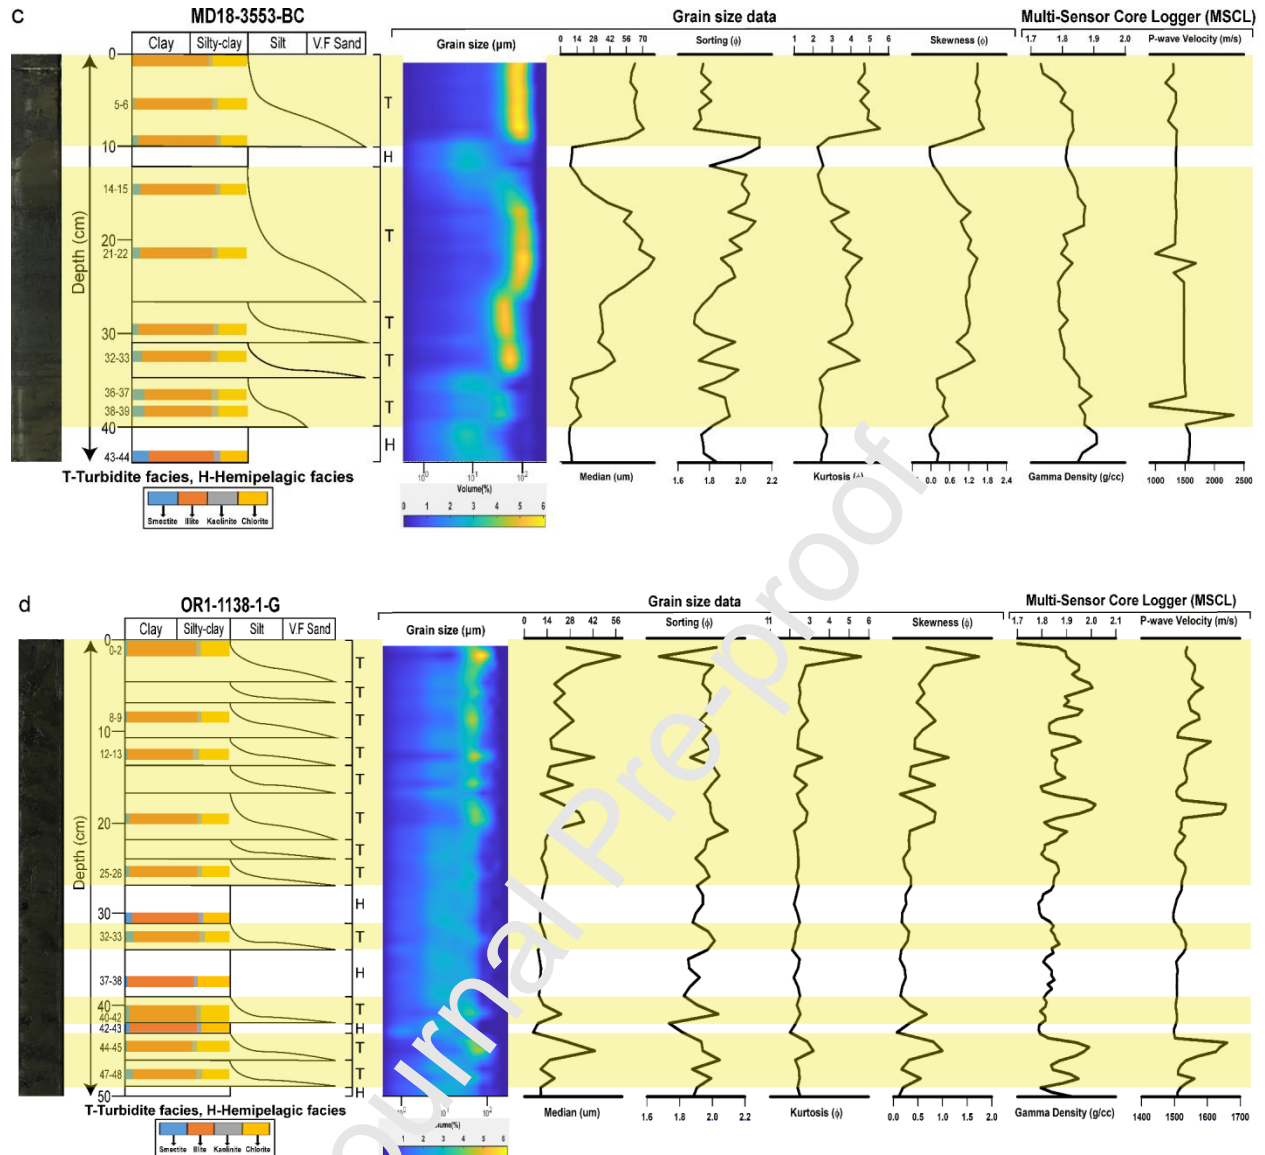 c
MD18-3553-BC
Grain size data
Multi-Sensor Core Logger (MSCL)
Clay Silty-clay Silt V.F Sand
Grain size (μm)
0 14 28 42 56 70
Sorting (ϕ)
1 2 3 4 5 6
Skewness (ϕ)
1.7 1.8 1.9 2.0
P-wave Velocity (m/s)
Depth (cm)
0
5-6
10
14-15
20
21-22
30
32-33
36-37
38-39
40
43-44
T
H
T
T
T
T
H
10⁰ 10¹ 10²
Volume(%)
0 1 2 3 4 5 6
Median (um)
1.6 1.8 2.0 2.2
Kurtosis
0.0 0.6 1.2 1.8 2.4
Gamma Density (g/cc)
1000 1500 2000 2500
T-Turbidite facies, H-Hemipelagic facies
Smectite Illite Kaolinite Chlorite
d
OR1-1138-1-G
Grain size data
Multi-Sensor Core Logger (MSCL)
Clay Silty-clay Silt V.F Sand
Grain size (μm)
0 14 28 42 56
Sorting (ϕ)
3 4 5 6
Skewness (ϕ)
1.7 1.8 1.9 2.0 2.1
P-wave Velocity (m/s)
Depth (cm)
0
0-2
8-9
10
12-13
20
25-26
30
32-33
37-38
40
40-42
42-43
44-45
47-48
50
T
T
T
T
T
T
T
T
H
T
H
T
H
T
T
H
10²
1 2 3 4 5 6
Median (um)
1.6 1.8 2.0 2.2
Kurtosis (ϕ)
0.0 0.5 1.0 1.5 2.0
Gamma Density (g/cc)
1400 1500 1600 1700
T-Turbidite facies, H-Hemipelagic facies
Smectite Illite Kaolinite Chlorite
Journal Pre-proof